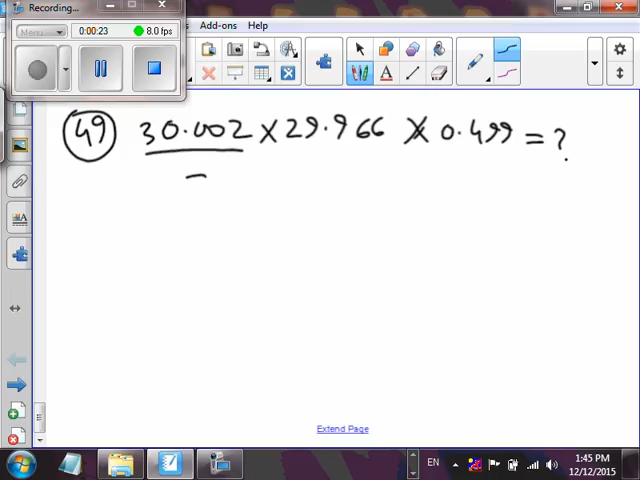 Recording...
Menu
0:00:23
8.0 fps
Add-ons
Help
49 30.002 × 29.966 × 0.499 = ?
=
Extend Page
EN
1:45 PM
12/12/2015